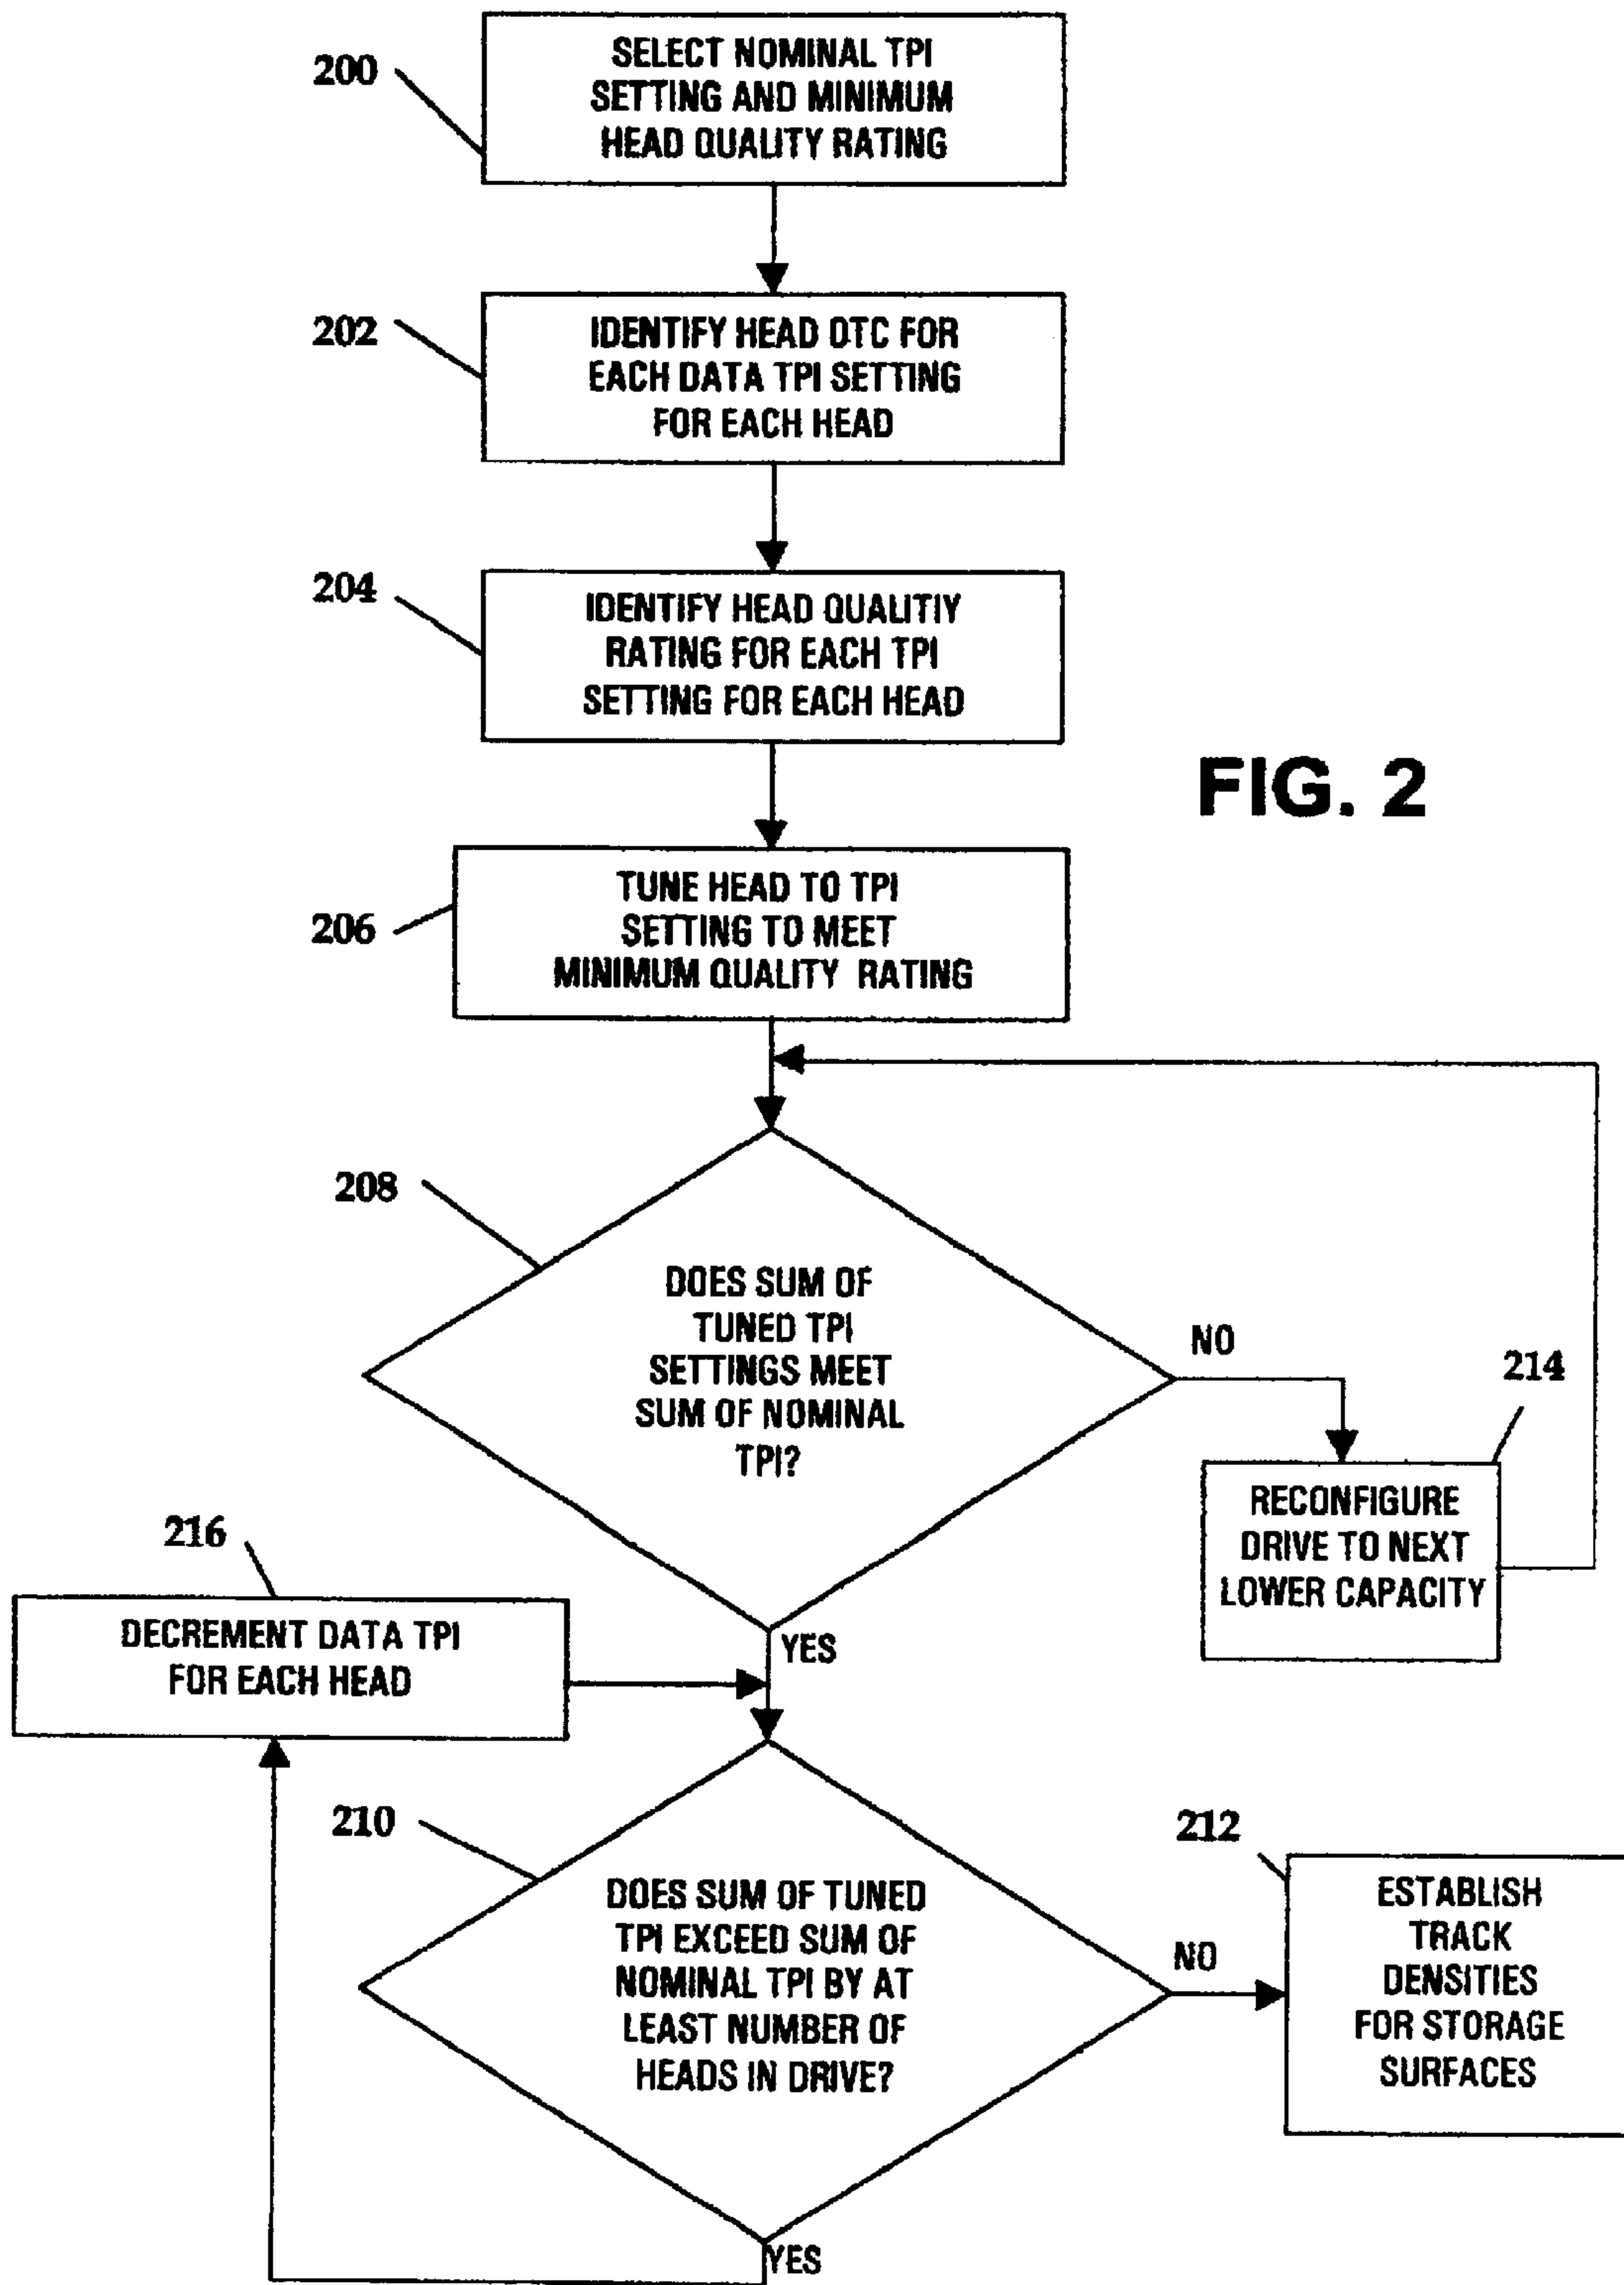 200
SELECT NOMINAL TPI
SETTING AND MINIMUM
HEAD QUALITY RATING
202
IDENTIFY HEAD OTC FOR
EACH DATA TPI SETTING
FOR EACH HEAD
204
IDENTIFY HEAD QUALITIY
RATING FOR EACH TPI
SETTING FOR EACH HEAD
FIG. 2
206
TUNE HEAD TO TPI
SETTING TO MEET
MINIMUM QUALITY RATING
208
DOES SUM OF
TUNED TPI
SETTINGS MEET
SUM OF NOMINAL
TPI?
NO
214
RECONFIGURE
DRIVE TO NEXT
LOWER CAPACITY
216
DECREMENT DATA TPI
FOR EACH HEAD
YES
210
DOES SUM OF TUNED
TPI EXCEED SUM OF
NOMINAL TPI BY AT
LEAST NUMBER OF
HEADS IN DRIVE?
NO
212
ESTABLISH
TRACK
DENSITIES
FOR STORAGE
SURFACES
YES